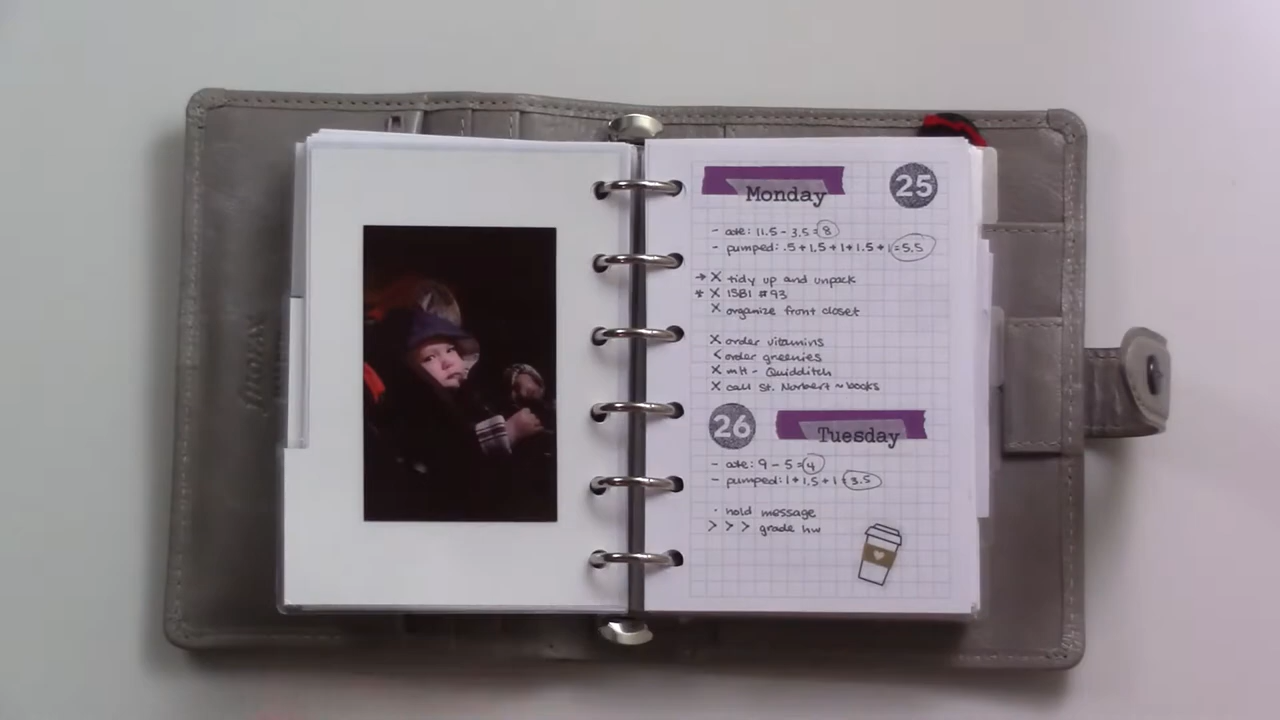 Monday
25
- ate: 11.5 - 3.5 = 8
- pumped: .5 + 1.5 + 1 + 1.5 + 1 = 5.5
→ X tidy up and unpack
* X ISBI #93
X organize front closet
X order vitamins
< order greenies
X mH - Quidditch
X call St. Norbert ~ books
26
Tuesday
- ate: 9 - 5 = 4
- pumped: 1 + 1.5 + 1 = 3.5
· hold message
> > > grade hw